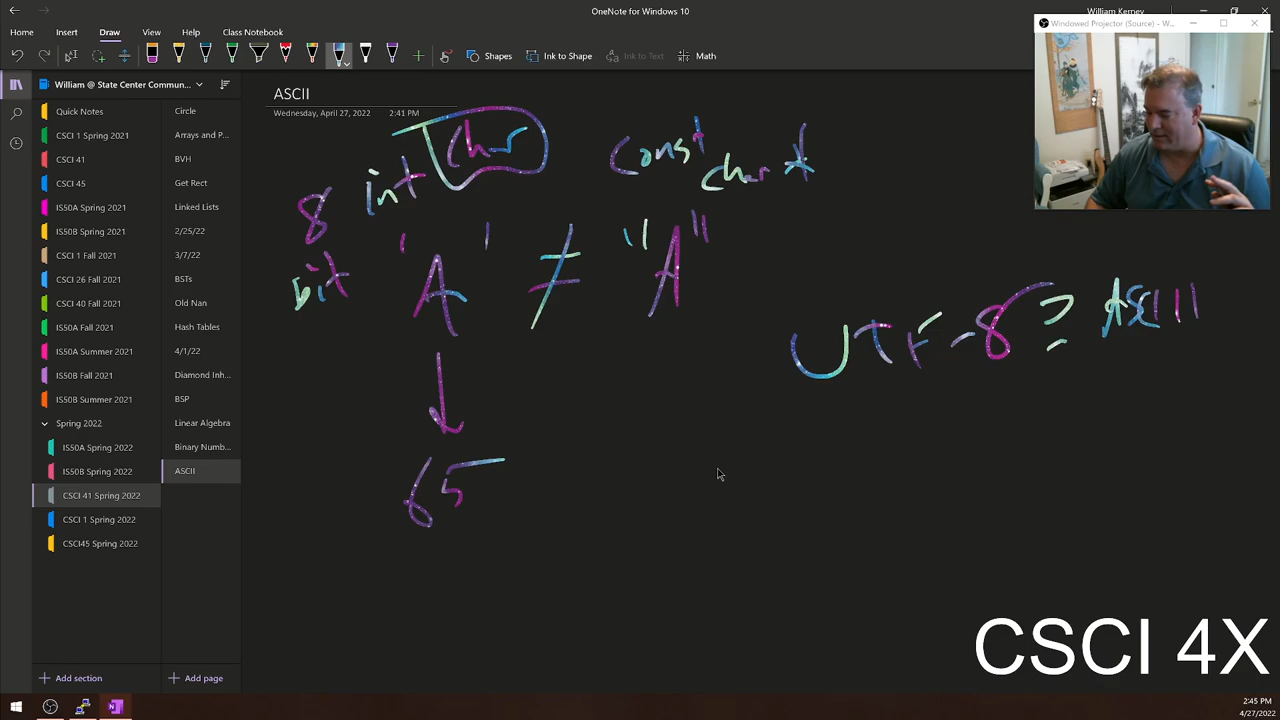 OneNote for Windows 10
William Kerney
Windowed Projector (Source) - W...
Home Insert Draw View Help Class Notebook
Shapes Ink to Shape Ink to Text Math
William @ State Center Commun...
Quick Notes
CSCI 1 Spring 2021
CSCI 41
CSCI 45
IS50A Spring 2021
IS50B Spring 2021
CSCI 1 Fall 2021
CSCI 26 Fall 2021
CSCI 40 Fall 2021
IS50A Fall 2021
IS50A Summer 2021
IS50B Fall 2021
IS50B Summer 2021
Spring 2022
IS50A Spring 2022
IS50B Spring 2022
CSCI 41 Spring 2022
CSCI 1 Spring 2022
CSCI45 Spring 2022
Add section
Circle
Arrays and P...
BVH
Get Rect
Linked Lists
2/25/22
3/7/22
BSTs
Old Nan
Hash Tables
4/1/22
Diamond Inh...
BSP
Linear Algebra
Binary Numb...
ASCII
Add page
ASCII
Wednesday, April 27, 2022 2:41 PM
8 int char const
bit char *
'A' ≠ "A"
65
UTF-8 ASCII
CSCI 4X
2:45 PM
4/27/2022